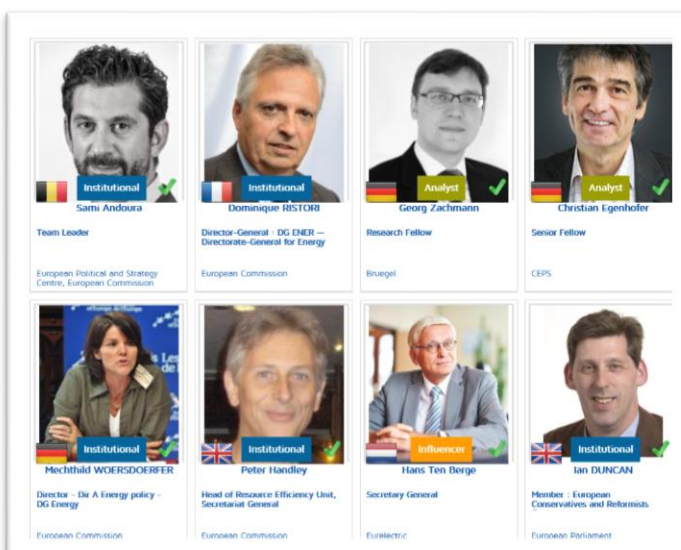 Institutional
Sami Andoura
Team Leader
European Political and Strategy
Centre, European Commission
Institutional
Dominique RISTORI
Director-General : DG ENER —
Directorate-General for Energy
European Commission
Analyst
Georg Zachmann
Research Fellow
Bruegel
Analyst
Christian Egenhofer
Senior Fellow
CEPS
Institutional
Mechthild WOERSDOERFER
Director - Dir A Energy policy -
DG Energy
European Commission
Institutional
Peter Handley
Head of Resource Efficiency Unit,
Secretariat General
European Commission
Influencer
Hans Ten Berge
Secretary General
Eurelectric
Institutional
Ian DUNCAN
Member : European
Conservatives and Reformists
European Parliament